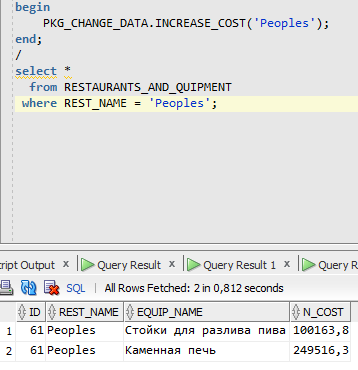 begin
PKG_CHANGE_DATA.INCREASE_COST('Peoples');
end;
/
select *
from RESTAURANTS_AND_QUIPMENT
where REST_NAME = 'Peoples';
cript Output × Query Result × Query Result 1 × Query R
SQL | All Rows Fetched: 2 in 0,812 seconds
ID REST_NAME EQUIP_NAME N_COST
1 61 Peoples Стойки для разлива пива 100163,8
2 61 Peoples Каменная печь 249516,3